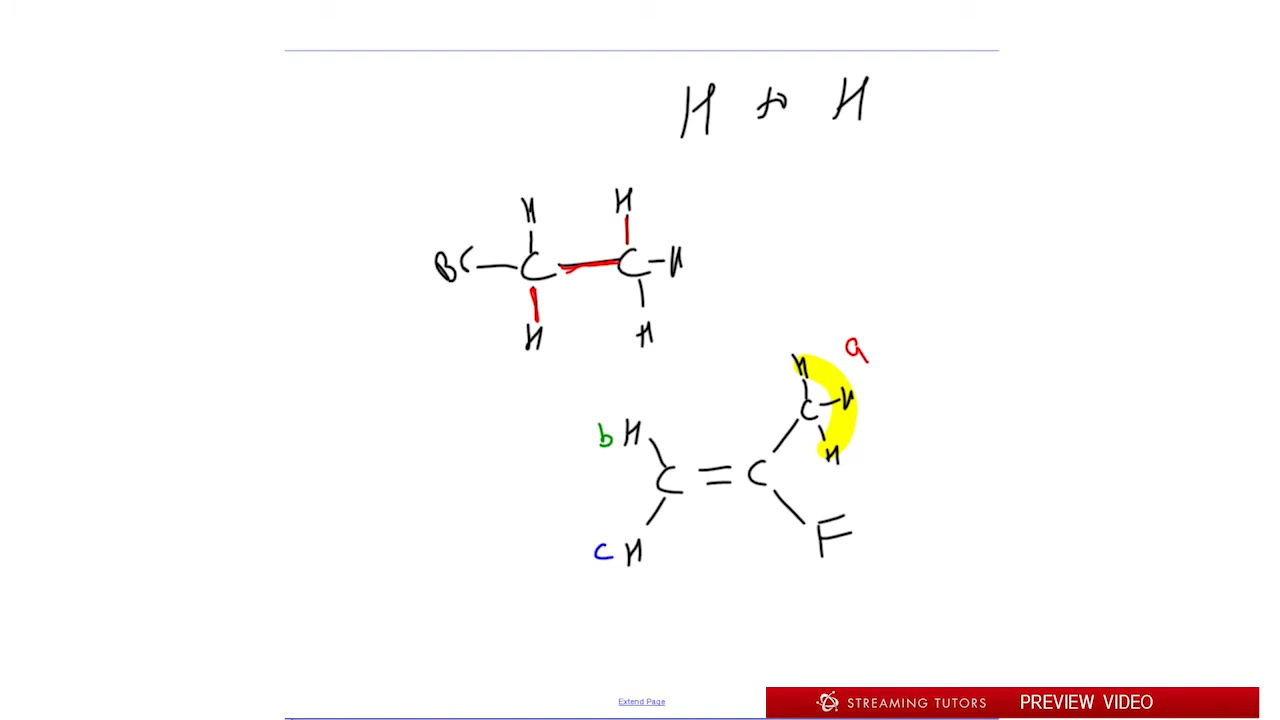 H to H
H H
Br C C H
H H
H a
C H
b H H
C = C
c H F
Extend Page
STREAMING TUTORS PREVIEW VIDEO